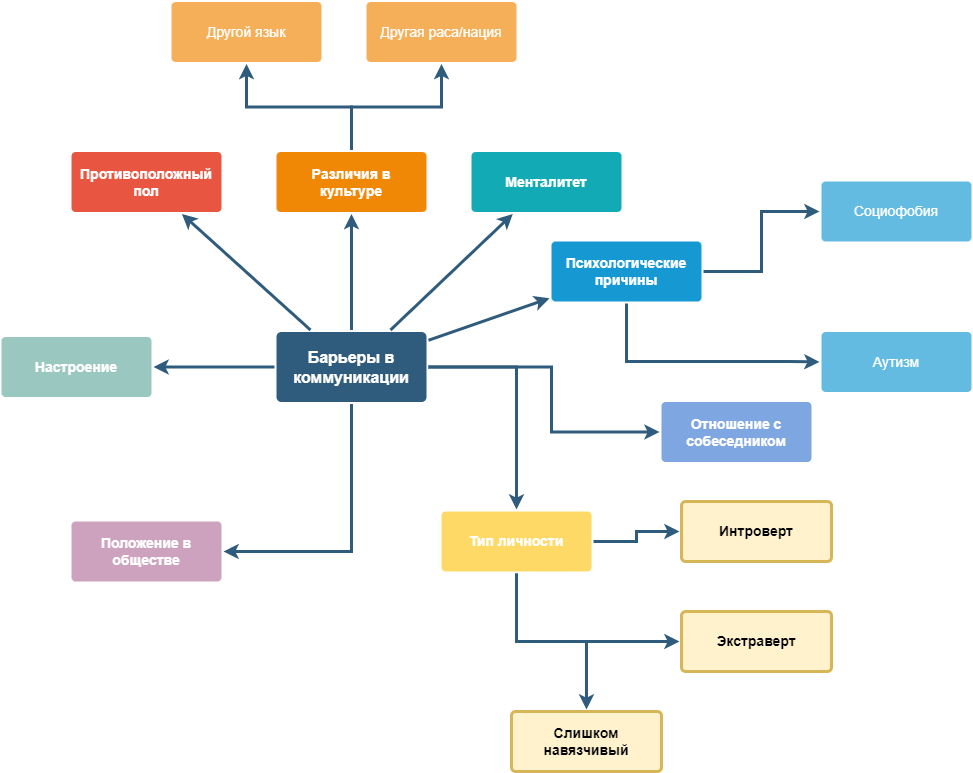 Другой язык
Другая раса/нация
Противоположный
пол
Различия в
культуре
Менталитет
Социофобия
Психологические
причины
Барьеры в
коммуникации
Настроение
Аутизм
Отношение с
собеседником
Положение в
обществе
Тип личности
Интроверт
Экстраверт
Слишком
навязчивый